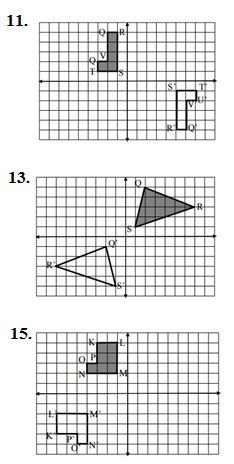 11.
Q R
V
Q
T S
S' T'
U'
V'
R' Q'
13.
Q
R
S
Q'
R'
S'
15.
K L
O P
N M
L' M'
K' P'
O' N'